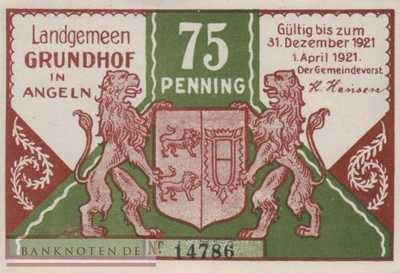 Landgemeen
GRUNDHOF
IN
ANGELN
75
PENNING
Gültig bis zum
31. Dezember 1921
1. April 1921.
Der Gemeindevorst
H. Hansen
BANKNOTEN.DE
Nº 14786